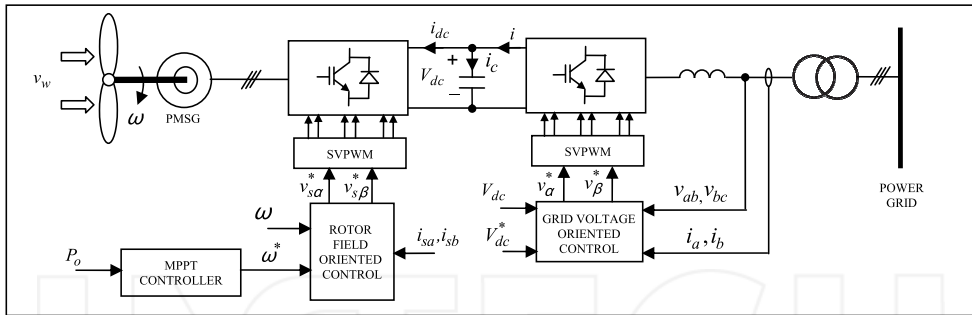 v_w
ω
PMSG
i_dc
i
+
V_dc
−
i_c
SVPWM
SVPWM
v*_sα
v*_sβ
v*_α
v*_β
V_dc
V*_dc
ω
ω*
P_o
MPPT
CONTROLLER
ROTOR
FIELD
ORIENTED
CONTROL
i_sa, i_sb
GRID VOLTAGE
ORIENTED
CONTROL
v_ab, v_bc
i_a, i_b
POWER
GRID